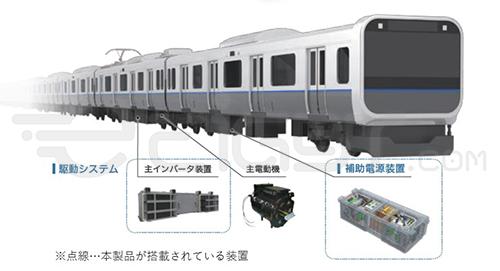 駆動システム
主インバータ装置
主電動機
補助電源装置
※点線…本製品が搭載されている装置